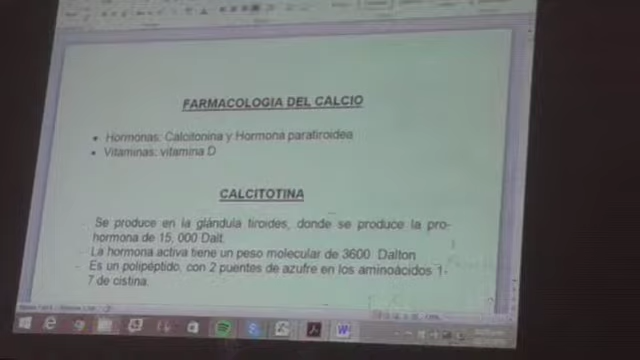 FARMACOLOGIA DEL CALCIO
• Hormonas: Calcitonina y Hormona paratiroidea
• Vitaminas: vitamina D
CALCITOTINA
Se produce en la glándula tiroides, donde se produce la pro-
hormona de 15, 000 Dalt.
La hormona activa tiene un peso molecular de 3600 Dalton
Es un polipéptido, con 2 puentes de azufre en los aminoácidos 1-
7 de cistina.